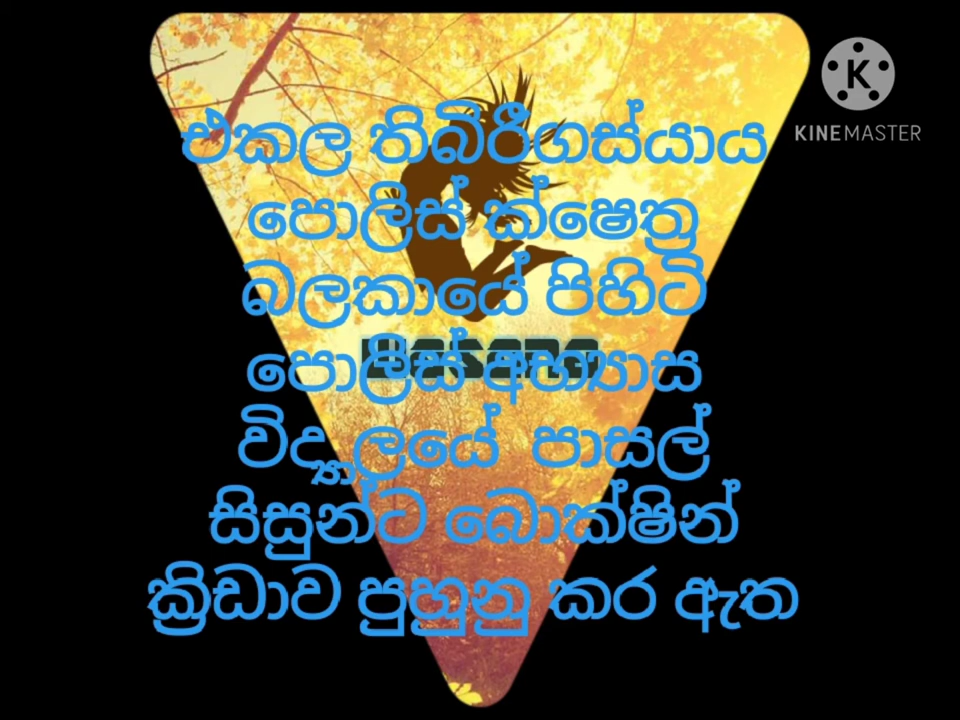 එකල තිබිරීගස්යාය
පොලිස් ක්ෂෙත්‍ර
බලකායේ පිහිටි
පොලිස් අභ්‍යාස
විද්‍යාලයේ පාසල්
සිසුන්ට බොක්ෂින්
ක්‍රිඩාව පුහුනු කර ඇත
K
KINEMASTER